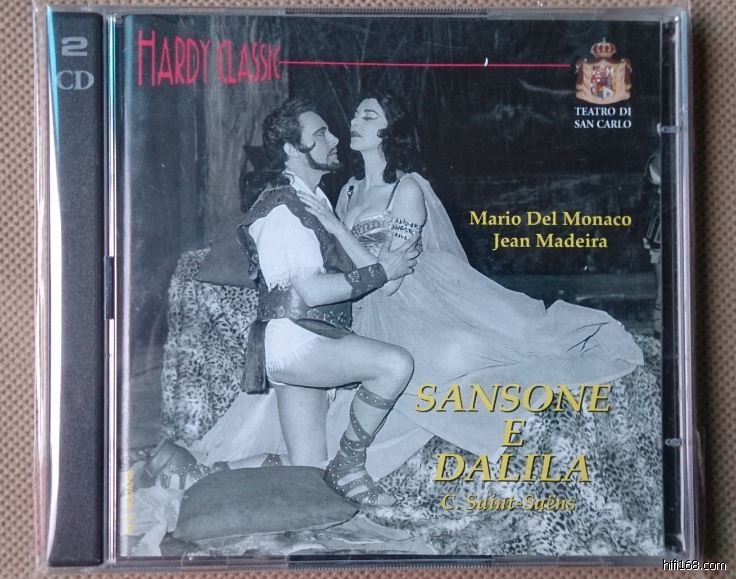 2
CD
HARDY CLASSIC
TEATRO DI
SAN CARLO
Mario Del Monaco
Jean Madeira
SANSONE
E
DALILA
C. Saint-Saëns
hifi168.com